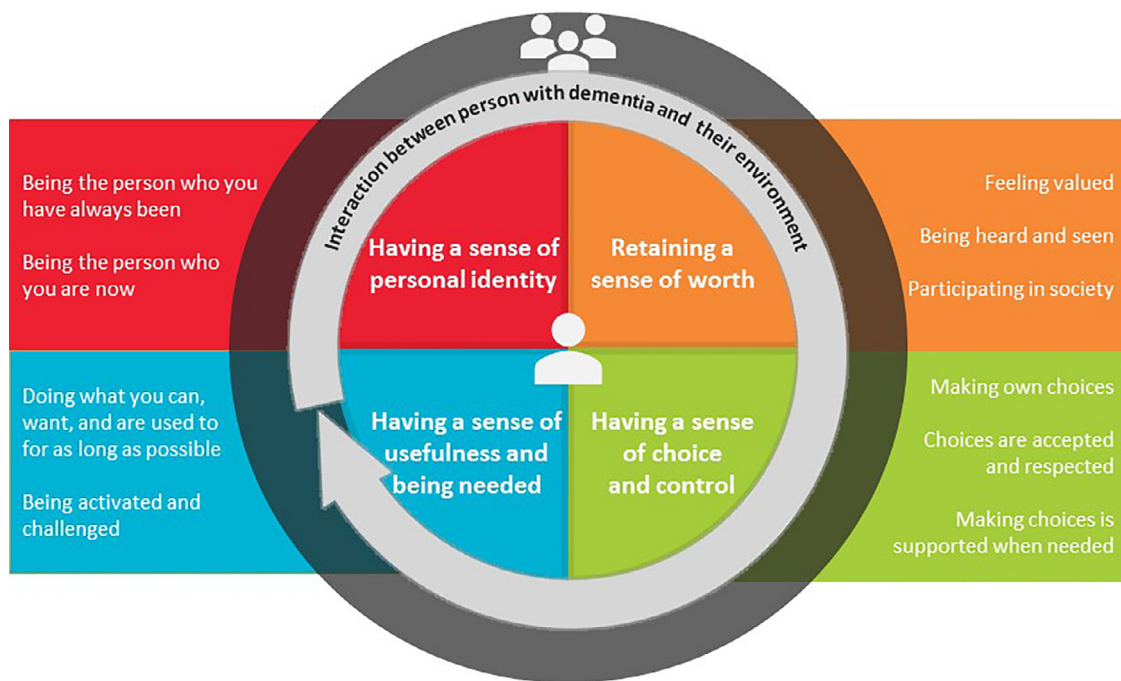 Interaction between person with dementia and their environment
Being the person who you
have always been
Being the person who
you are now
Having a sense of
personal identity
Retaining a
sense of worth
Feeling valued
Being heard and seen
Participating in society
Doing what you can,
want, and are used to
for as long as possible
Being activated and
challenged
Having a sense of
usefulness and
being needed
Having a sense
of choice
and control
Making own choices
Choices are accepted
and respected
Making choices is
supported when needed